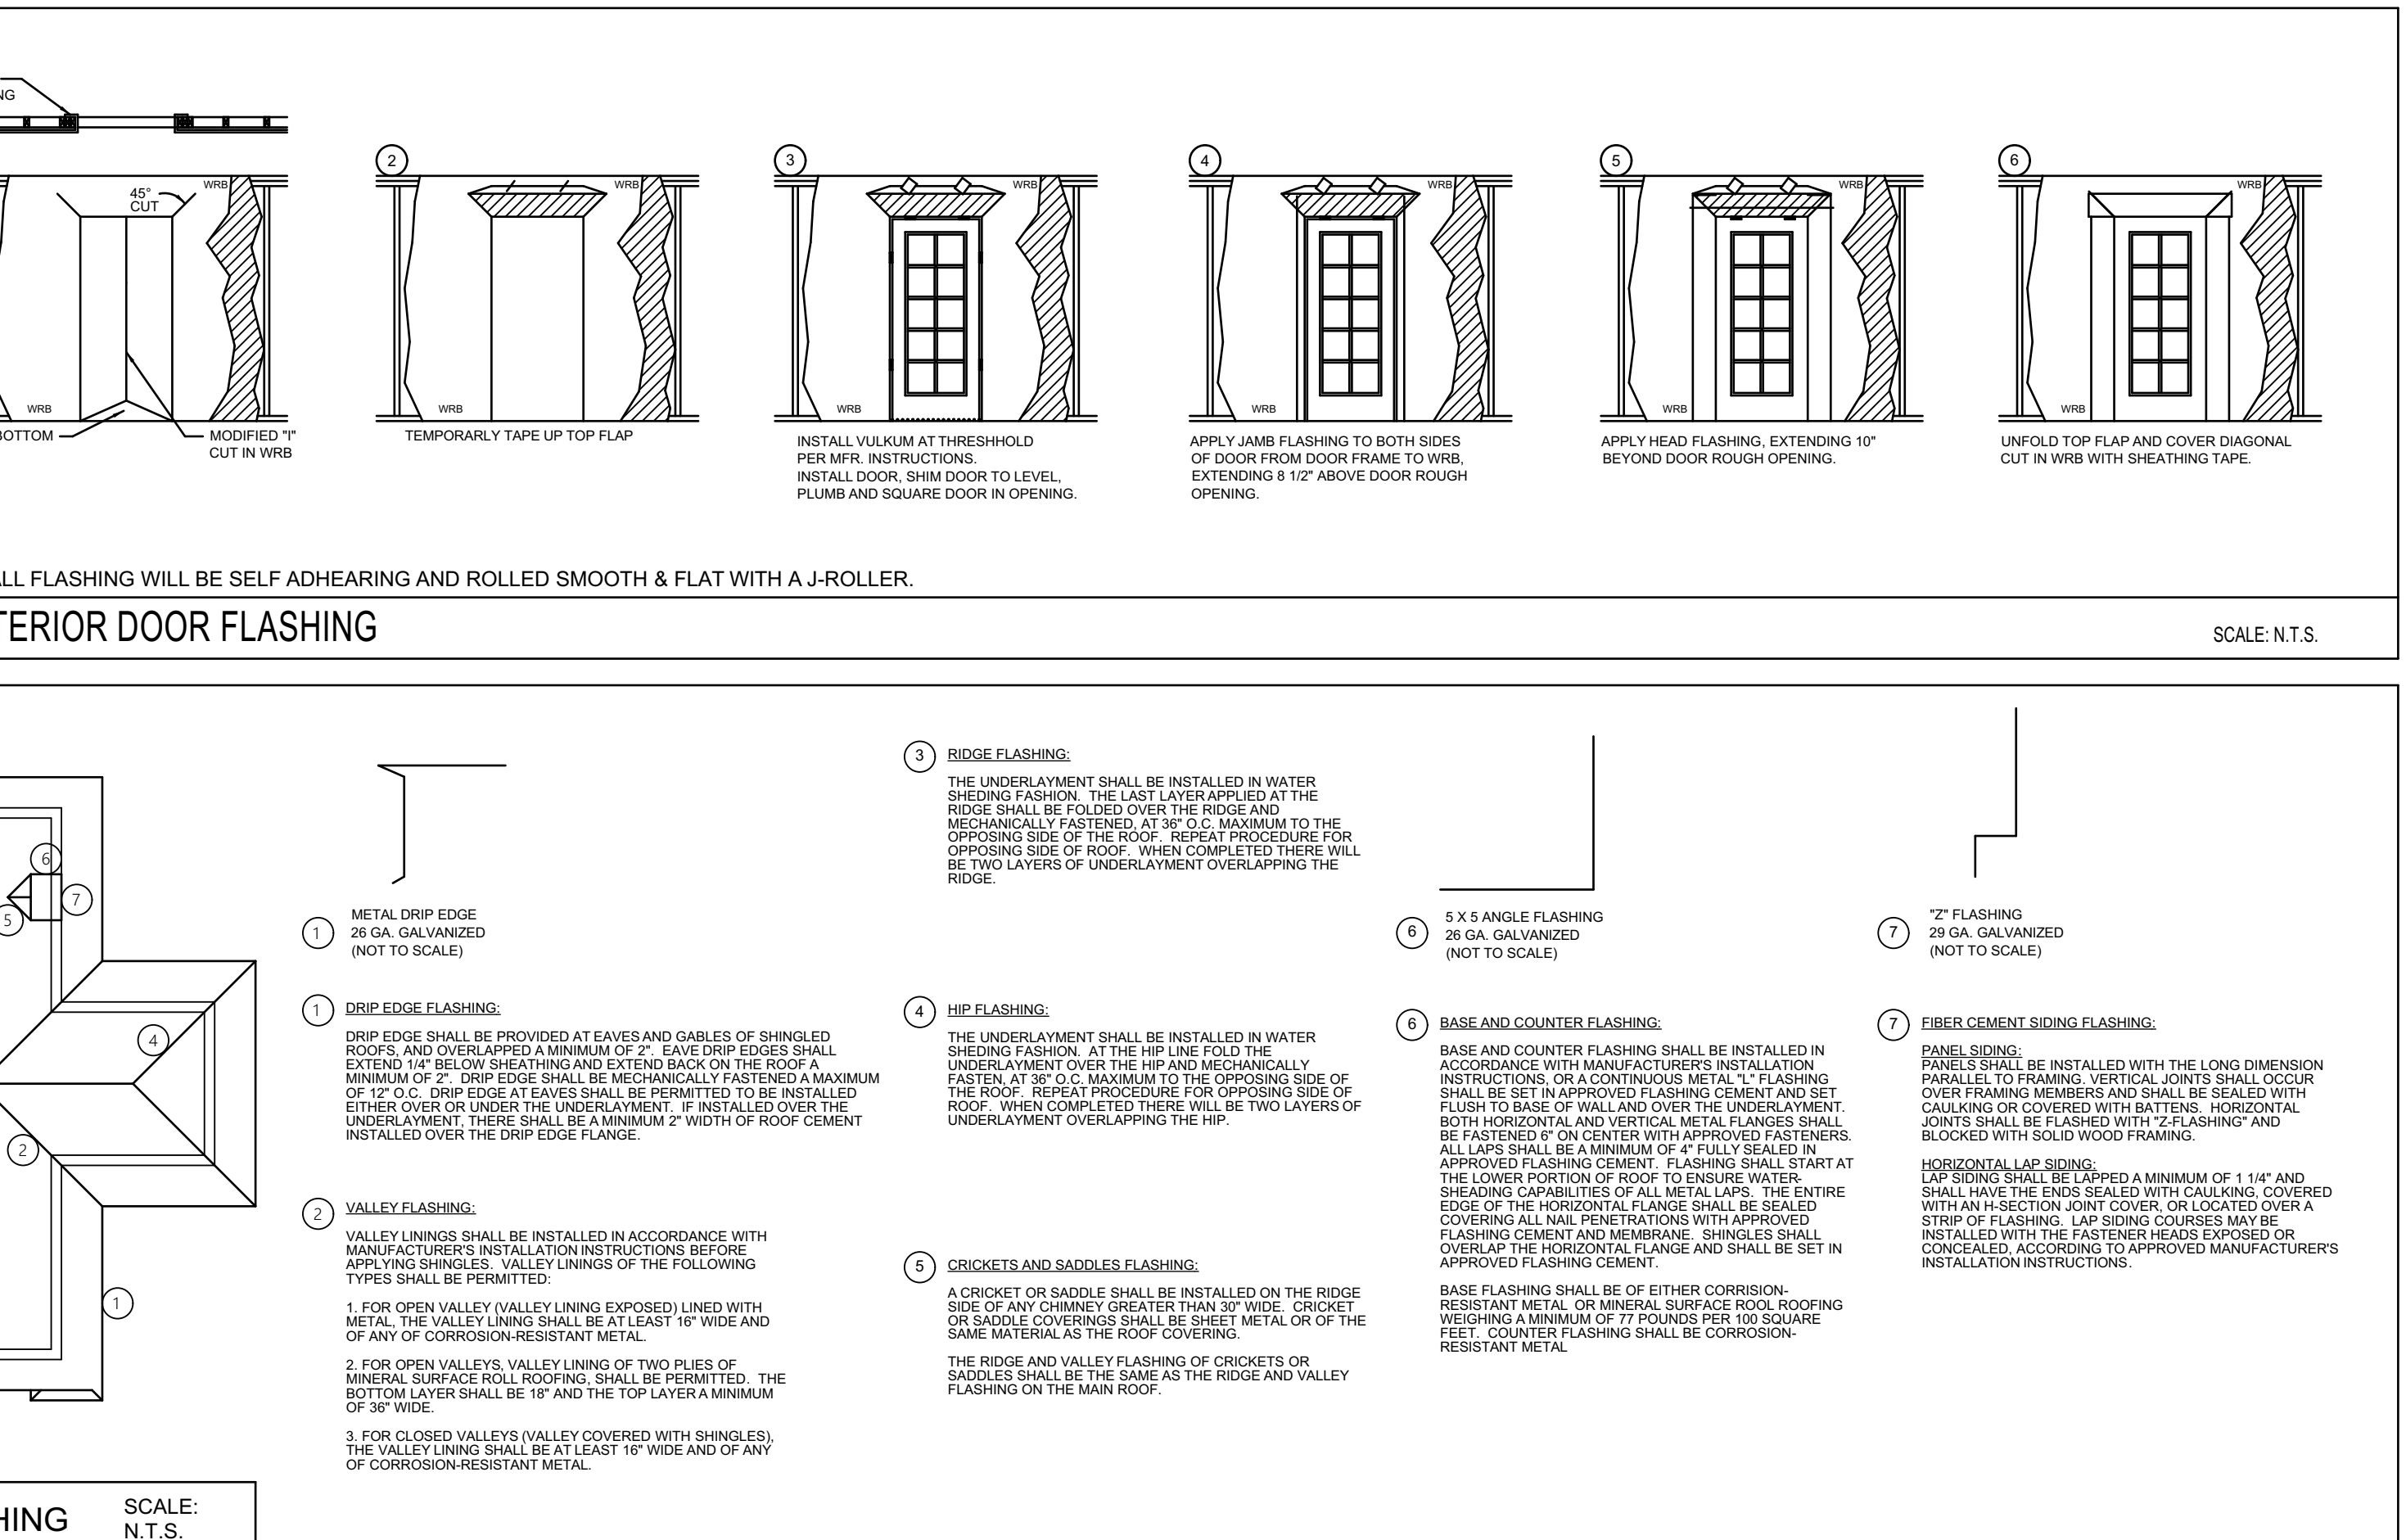 NG
45°
CUT
WRB
WRB
BOTTOM
MODIFIED "I"
CUT IN WRB
2
WRB
WRB
TEMPORARLY TAPE UP TOP FLAP
3
WRB
WRB
INSTALL VULKUM AT THRESHHOLD
PER MFR. INSTRUCTIONS.
INSTALL DOOR, SHIM DOOR TO LEVEL,
PLUMB AND SQUARE DOOR IN OPENING.
4
WRB
WRB
APPLY JAMB FLASHING TO BOTH SIDES
OF DOOR FROM DOOR FRAME TO WRB,
EXTENDING 8 1/2" ABOVE DOOR ROUGH
OPENING.
5
WRB
WRB
APPLY HEAD FLASHING, EXTENDING 10"
BEYOND DOOR ROUGH OPENING.
6
WRB
WRB
UNFOLD TOP FLAP AND COVER DIAGONAL
CUT IN WRB WITH SHEATHING TAPE.
ALL FLASHING WILL BE SELF ADHEARING AND ROLLED SMOOTH & FLAT WITH A J-ROLLER.
TERIOR DOOR FLASHING
SCALE: N.T.S.
6
7
5
4
2
1
HING
SCALE:
N.T.S.
1
METAL DRIP EDGE
26 GA. GALVANIZED
(NOT TO SCALE)
1
DRIP EDGE FLASHING:
DRIP EDGE SHALL BE PROVIDED AT EAVES AND GABLES OF SHINGLED
ROOFS, AND OVERLAPPED A MINIMUM OF 2". EAVE DRIP EDGES SHALL
EXTEND 1/4" BELOW SHEATHING AND EXTEND BACK ON THE ROOF A
MINIMUM OF 2". DRIP EDGE SHALL BE MECHANICALLY FASTENED A MAXIMUM
OF 12" O.C. DRIP EDGE AT EAVES SHALL BE PERMITTED TO BE INSTALLED
EITHER OVER OR UNDER THE UNDERLAYMENT. IF INSTALLED OVER THE
UNDERLAYMENT, THERE SHALL BE A MINIMUM 2" WIDTH OF ROOF CEMENT
INSTALLED OVER THE DRIP EDGE FLANGE.
2
VALLEY FLASHING:
VALLEY LININGS SHALL BE INSTALLED IN ACCORDANCE WITH
MANUFACTURER'S INSTALLATION INSTRUCTIONS BEFORE
APPLYING SHINGLES. VALLEY LININGS OF THE FOLLOWING
TYPES SHALL BE PERMITTED:
1. FOR OPEN VALLEY (VALLEY LINING EXPOSED) LINED WITH
METAL, THE VALLEY LINING SHALL BE AT LEAST 16" WIDE AND
OF ANY OF CORROSION-RESISTANT METAL.
2. FOR OPEN VALLEYS, VALLEY LINING OF TWO PLIES OF
MINERAL SURFACE ROLL ROOFING, SHALL BE PERMITTED. THE
BOTTOM LAYER SHALL BE 18" AND THE TOP LAYER A MINIMUM
OF 36" WIDE.
3. FOR CLOSED VALLEYS (VALLEY COVERED WITH SHINGLES),
THE VALLEY LINING SHALL BE AT LEAST 16" WIDE AND OF ANY
OF CORROSION-RESISTANT METAL.
3
RIDGE FLASHING:
THE UNDERLAYMENT SHALL BE INSTALLED IN WATER
SHEDING FASHION. THE LAST LAYER APPLIED AT THE
RIDGE SHALL BE FOLDED OVER THE RIDGE AND
MECHANICALLY FASTENED, AT 36" O.C. MAXIMUM TO THE
OPPOSING SIDE OF THE ROOF. REPEAT PROCEDURE FOR
OPPOSING SIDE OF ROOF. WHEN COMPLETED THERE WILL
BE TWO LAYERS OF UNDERLAYMENT OVERLAPPING THE
RIDGE.
4
HIP FLASHING:
THE UNDERLAYMENT SHALL BE INSTALLED IN WATER
SHEDING FASHION. AT THE HIP LINE FOLD THE
UNDERLAYMENT OVER THE HIP AND MECHANICALLY
FASTEN, AT 36" O.C. MAXIMUM TO THE OPPOSING SIDE OF
THE ROOF. REPEAT PROCEDURE FOR OPPOSING SIDE OF
ROOF. WHEN COMPLETED THERE WILL BE TWO LAYERS OF
UNDERLAYMENT OVERLAPPING THE HIP.
5
CRICKETS AND SADDLES FLASHING:
A CRICKET OR SADDLE SHALL BE INSTALLED ON THE RIDGE
SIDE OF ANY CHIMNEY GREATER THAN 30" WIDE. CRICKET
OR SADDLE COVERINGS SHALL BE SHEET METAL OR OF THE
SAME MATERIAL AS THE ROOF COVERING.
THE RIDGE AND VALLEY FLASHING OF CRICKETS OR
SADDLES SHALL BE THE SAME AS THE RIDGE AND VALLEY
FLASHING ON THE MAIN ROOF.
6
5 X 5 ANGLE FLASHING
26 GA. GALVANIZED
(NOT TO SCALE)
6
BASE AND COUNTER FLASHING:
BASE AND COUNTER FLASHING SHALL BE INSTALLED IN
ACCORDANCE WITH MANUFACTURER'S INSTALLATION
INSTRUCTIONS, OR A CONTINUOUS METAL "L" FLASHING
SHALL BE SET IN APPROVED FLASHING CEMENT AND SET
FLUSH TO BASE OF WALL AND OVER THE UNDERLAYMENT.
BOTH HORIZONTAL AND VERTICAL METAL FLANGES SHALL
BE FASTENED 6" ON CENTER WITH APPROVED FASTENERS.
ALL LAPS SHALL BE A MINIMUM OF 4" FULLY SEALED IN
APPROVED FLASHING CEMENT. FLASHING SHALL START AT
THE LOWER PORTION OF ROOF TO ENSURE WATER-
SHEADING CAPABILITIES OF ALL METAL LAPS. THE ENTIRE
EDGE OF THE HORIZONTAL FLANGE SHALL BE SEALED
COVERING ALL NAIL PENETRATIONS WITH APPROVED
FLASHING CEMENT AND MEMBRANE. SHINGLES SHALL
OVERLAP THE HORIZONTAL FLANGE AND SHALL BE SET IN
APPROVED FLASHING CEMENT.
BASE FLASHING SHALL BE OF EITHER CORRISION-
RESISTANT METAL OR MINERAL SURFACE ROOL ROOFING
WEIGHING A MINIMUM OF 77 POUNDS PER 100 SQUARE
FEET. COUNTER FLASHING SHALL BE CORROSION-
RESISTANT METAL
7
"Z" FLASHING
29 GA. GALVANIZED
(NOT TO SCALE)
7
FIBER CEMENT SIDING FLASHING:
PANEL SIDING:
PANELS SHALL BE INSTALLED WITH THE LONG DIMENSION
PARALLEL TO FRAMING. VERTICAL JOINTS SHALL OCCUR
OVER FRAMING MEMBERS AND SHALL BE SEALED WITH
CAULKING OR COVERED WITH BATTENS. HORIZONTAL
JOINTS SHALL BE FLASHED WITH "Z-FLASHING" AND
BLOCKED WITH SOLID WOOD FRAMING.
HORIZONTAL LAP SIDING:
LAP SIDING SHALL BE LAPPED A MINIMUM OF 1 1/4" AND
SHALL HAVE THE ENDS SEALED WITH CAULKING, COVERED
WITH AN H-SECTION JOINT COVER, OR LOCATED OVER A
STRIP OF FLASHING. LAP SIDING COURSES MAY BE
INSTALLED WITH THE FASTENER HEADS EXPOSED OR
CONCEALED, ACCORDING TO APPROVED MANUFACTURER'S
INSTALLATION INSTRUCTIONS.